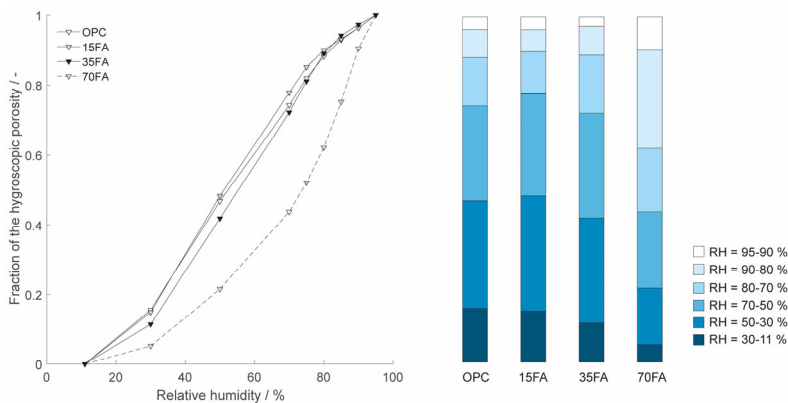 1
0.8
0.6
0.4
0.2
0
Fraction of the hygroscopic porosity / -
OPC
15FA
35FA
70FA
0 20 40 60 80 100
Relative humidity / %
OPC 15FA 35FA 70FA
RH = 95-90 %
RH = 90-80 %
RH = 80-70 %
RH = 70-50 %
RH = 50-30 %
RH = 30-11 %